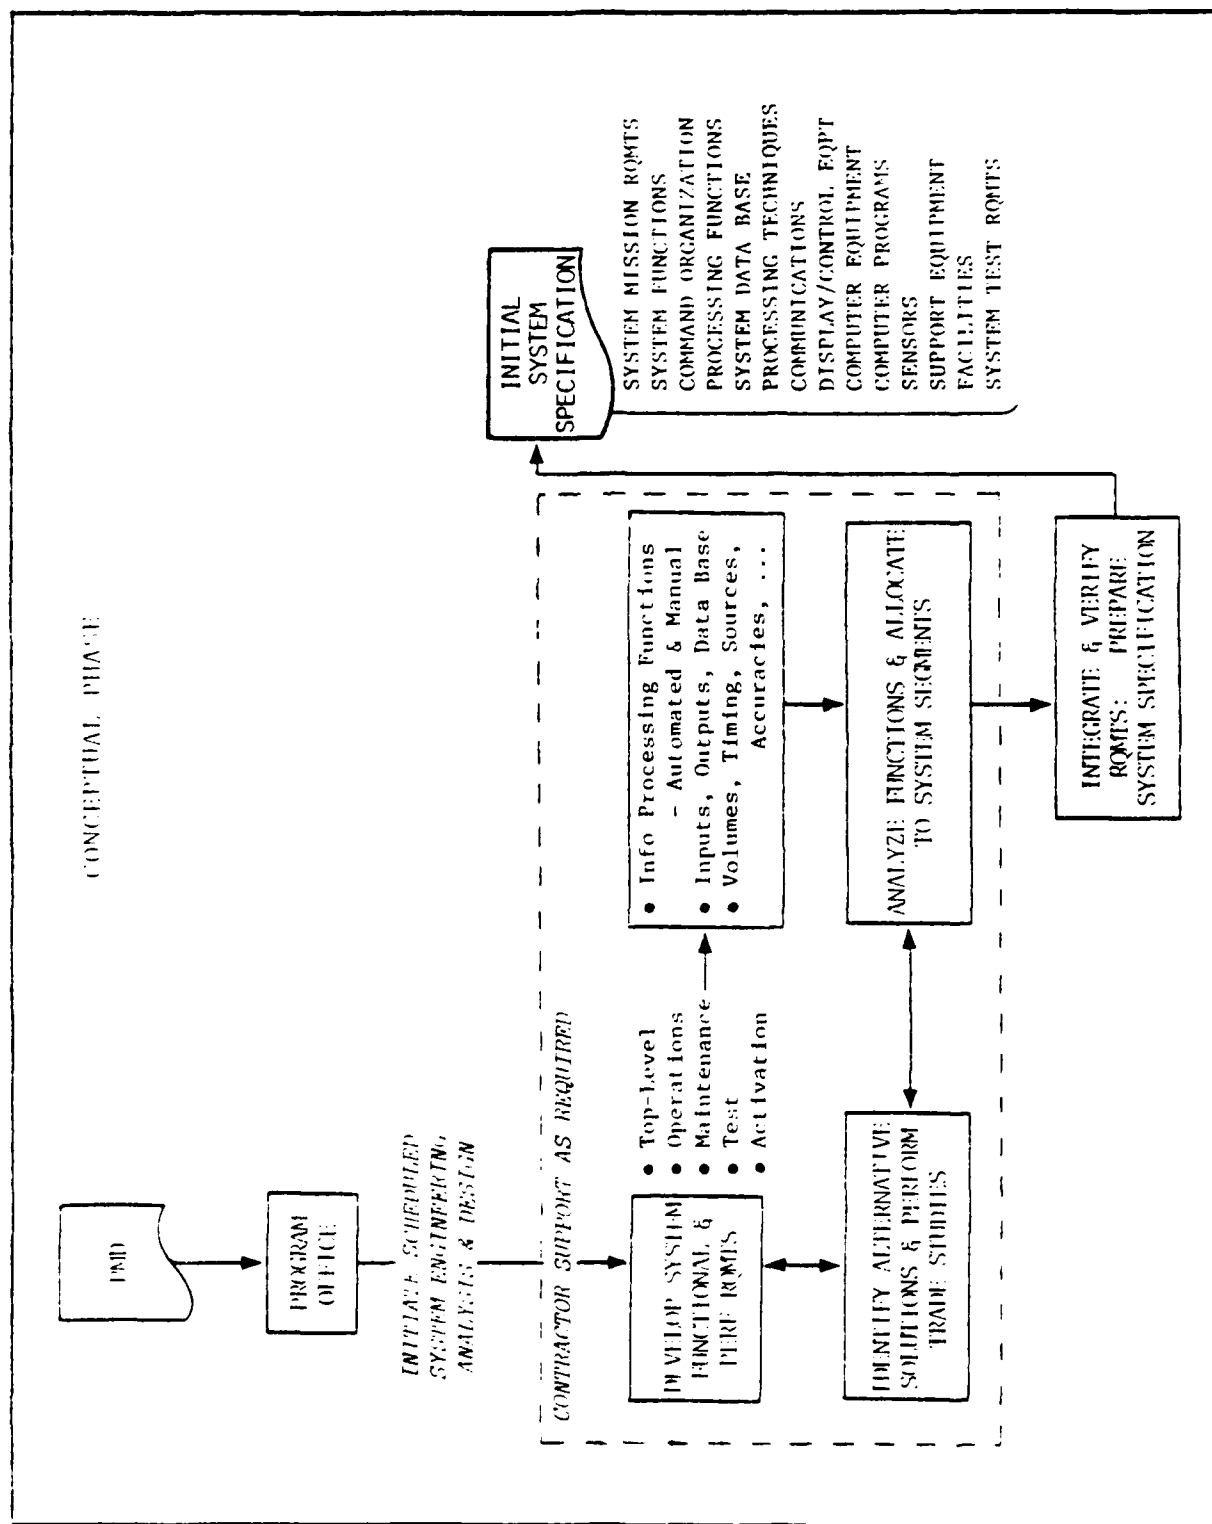 CONCEPTUAL PHASE
PMD
PROGRAM
OFFICE
INITIATE SCHEDULED
SYSTEM ENGINEERING,
ANALYSIS & DESIGN
CONTRACTOR SUPPORT AS REQUIRED
DEVELOP SYSTEM
FUNCTIONAL &
PERF RQMTS
• Top-Level
• Operations
• Maintenance
• Test
• Activation
• Info Processing Functions
- Automated & Manual
• Inputs, Outputs, Data Base
• Volumes, Timing, Sources,
Accuracies, ...
IDENTIFY ALTERNATIVE
SOLUTIONS & PERFORM
TRADE STUDIES
ANALYZE FUNCTIONS & ALLOCATE
TO SYSTEM SEGMENTS
INTEGRATE & VERIFY
RQMTS: PREPARE
SYSTEM SPECIFICATION
INITIAL
SYSTEM
SPECIFICATION
SYSTEM MISSION RQMTS
SYSTEM FUNCTIONS
COMMAND ORGANIZATION
PROCESSING FUNCTIONS
SYSTEM DATA BASE
PROCESSING TECHNIQUES
COMMUNICATIONS
DISPLAY/CONTROL EQPT
COMPUTER EQUIPMENT
COMPUTER PROGRAMS
SENSORS
SUPPORT EQUIPMENT
FACILITIES
SYSTEM TEST RQMTS